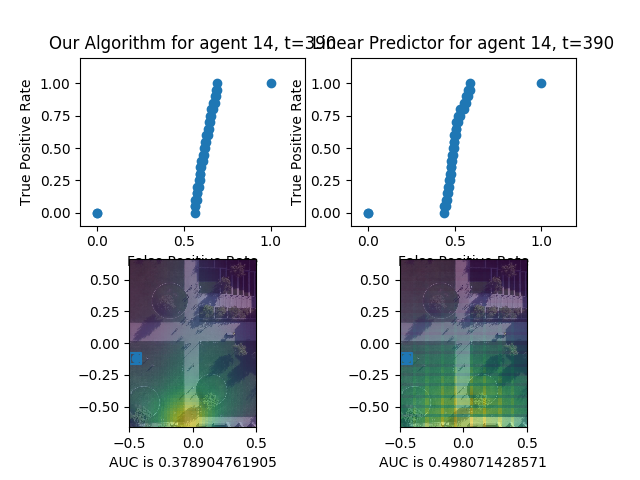 Our Algorithm for agent 14, t=390
Linear Predictor for agent 14, t=390
True Positive Rate
1.00
0.75
0.50
0.25
0.00
0.0 0.5 1.0
False Positive Rate
True Positive Rate
1.00
0.75
0.50
0.25
0.00
0.0 0.5 1.0
False Positive Rate
0.50
0.25
0.00
−0.25
−0.50
−0.5 0.0 0.5
AUC is 0.378904761905
0.50
0.25
0.00
−0.25
−0.50
−0.5 0.0 0.5
AUC is 0.498071428571